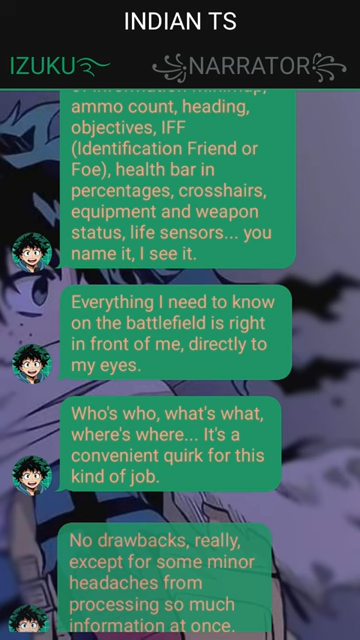 INDIAN TS
IZUKU
NARRATOR
of information minimap,
ammo count, heading,
objectives, IFF
(Identification Friend or
Foe), health bar in
percentages, crosshairs,
equipment and weapon
status, life sensors... you
name it, I see it.
Everything I need to know
on the battlefield is right
in front of me, directly to
my eyes.
Who's who, what's what,
where's where... It's a
convenient quirk for this
kind of job.
No drawbacks, really,
except for some minor
headaches from
processing so much
information at once.